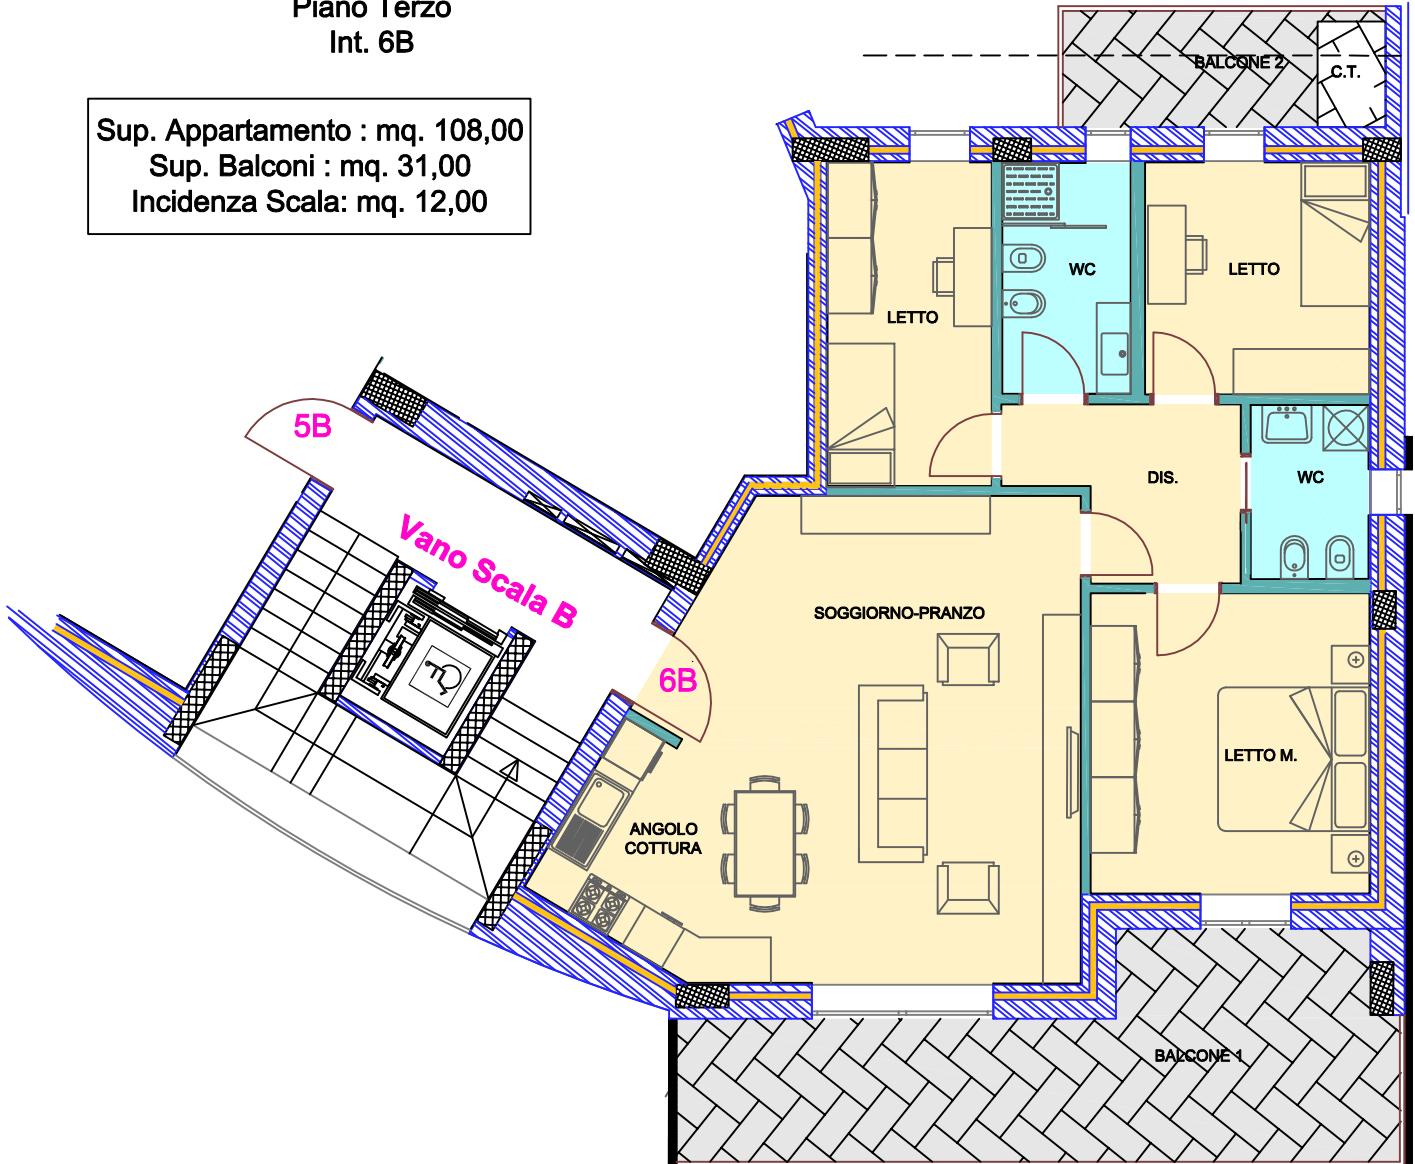 Piano Terzo
Int. 6B
Sup. Appartamento : mq. 108,00
Sup. Balconi : mq. 31,00
Incidenza Scala: mq. 12,00
BALCONE 2
C.T.
WC
LETTO
LETTO
5B
DIS.
WC
Vano Scala B
SOGGIORNO-PRANZO
6B
LETTO M.
ANGOLO
COTTURA
BALCONE 1